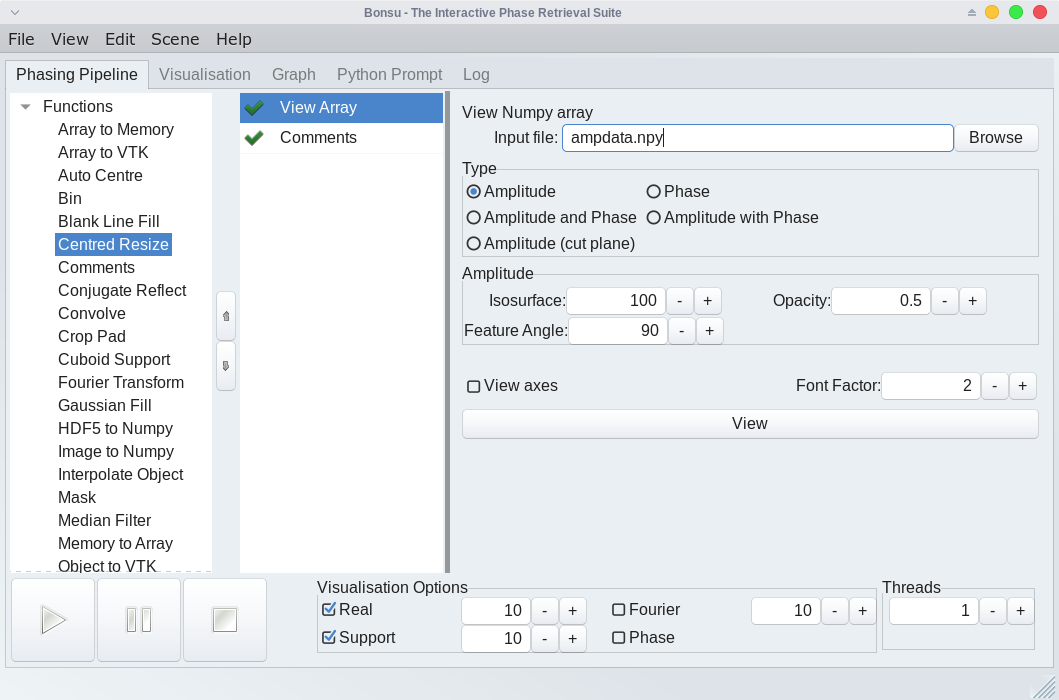 Bonsu - The Interactive Phase Retrieval Suite
File View Edit Scene Help
Phasing Pipeline Visualisation Graph Python Prompt Log
Functions
Array to Memory
Array to VTK
Auto Centre
Bin
Blank Line Fill
Centred Resize
Comments
Conjugate Reflect
Convolve
Crop Pad
Cuboid Support
Fourier Transform
Gaussian Fill
HDF5 to Numpy
Image to Numpy
Interpolate Object
Mask
Median Filter
Memory to Array
Object to VTK
View Array
Comments
View Numpy array
Input file: ampdata.npy Browse
Type
Amplitude Phase
Amplitude and Phase Amplitude with Phase
Amplitude (cut plane)
Amplitude
Isosurface: 100 - + Opacity: 0.5 - +
Feature Angle: 90 - +
View axes Font Factor: 2 - +
View
Visualisation Options
Real 10 - + Fourier 10 - +
Support 10 - + Phase
Threads
1 - +